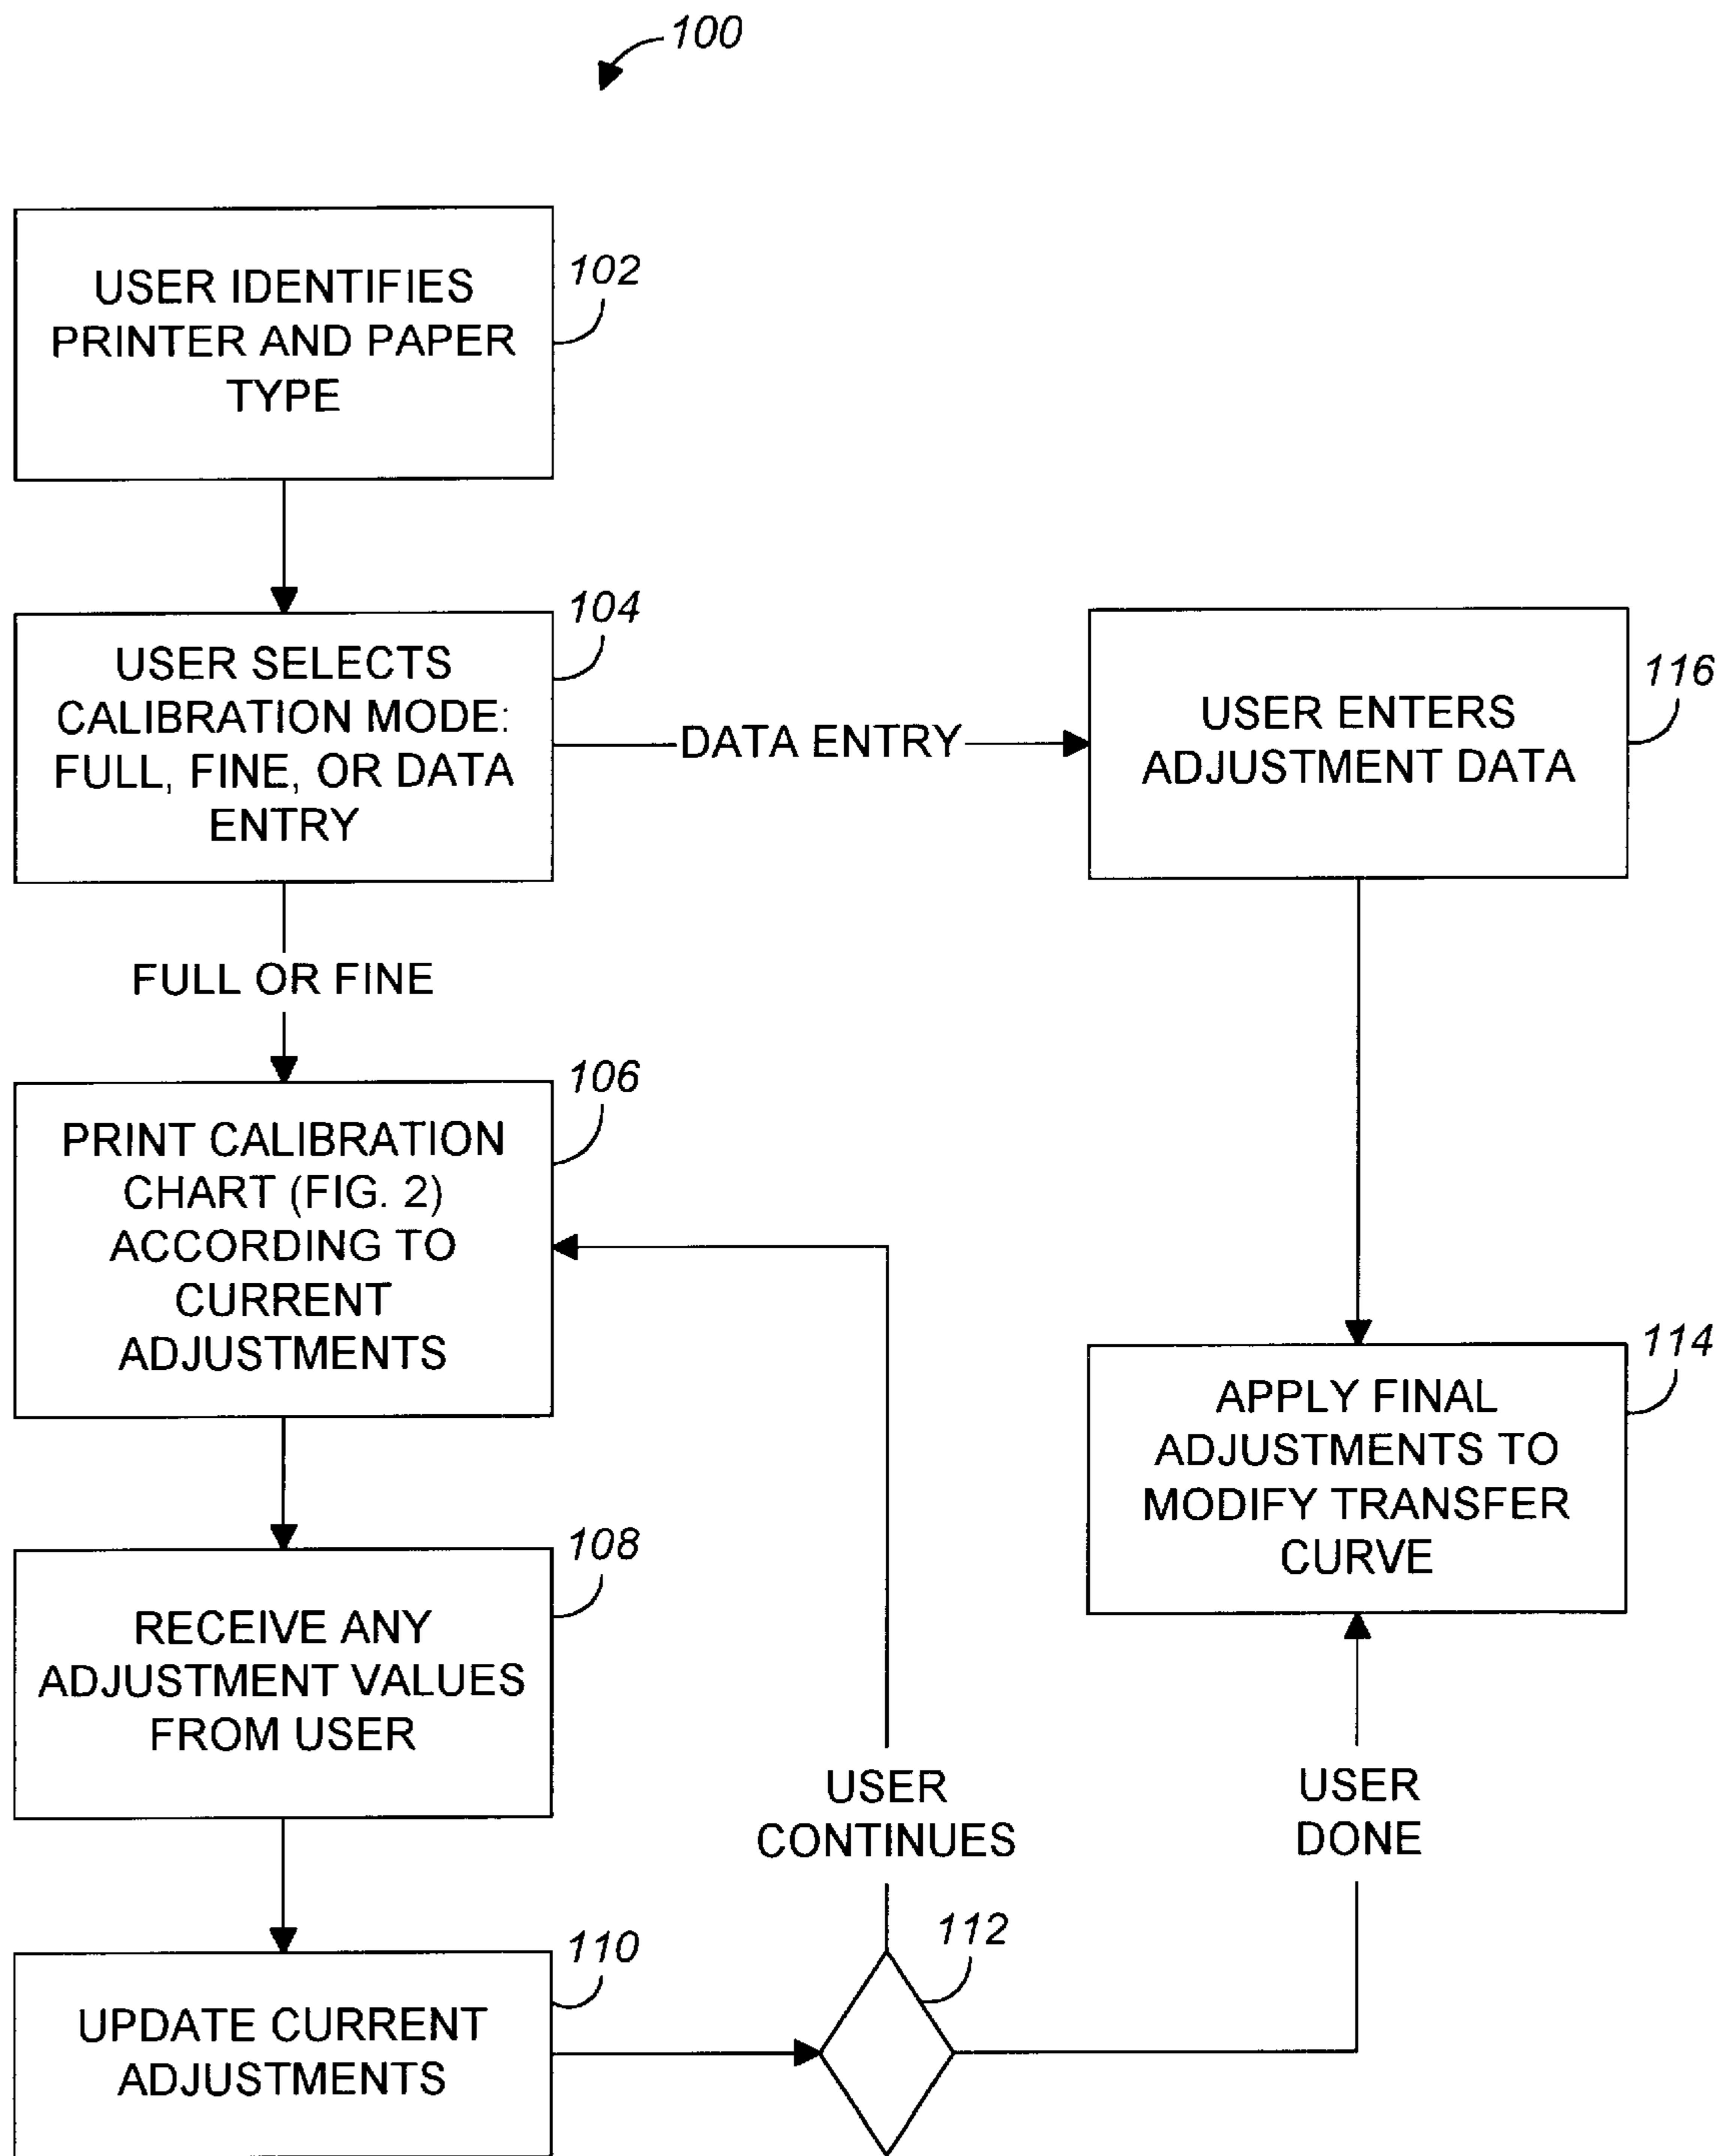 100
USER IDENTIFIES
PRINTER AND PAPER
TYPE
102
USER SELECTS
CALIBRATION MODE:
FULL, FINE, OR DATA
ENTRY
104
DATA ENTRY
USER ENTERS
ADJUSTMENT DATA
116
FULL OR FINE
PRINT CALIBRATION
CHART (FIG. 2)
ACCORDING TO
CURRENT
ADJUSTMENTS
106
APPLY FINAL
ADJUSTMENTS TO
MODIFY TRANSFER
CURVE
114
RECEIVE ANY
ADJUSTMENT VALUES
FROM USER
108
USER
CONTINUES
USER
DONE
UPDATE CURRENT
ADJUSTMENTS
110
112